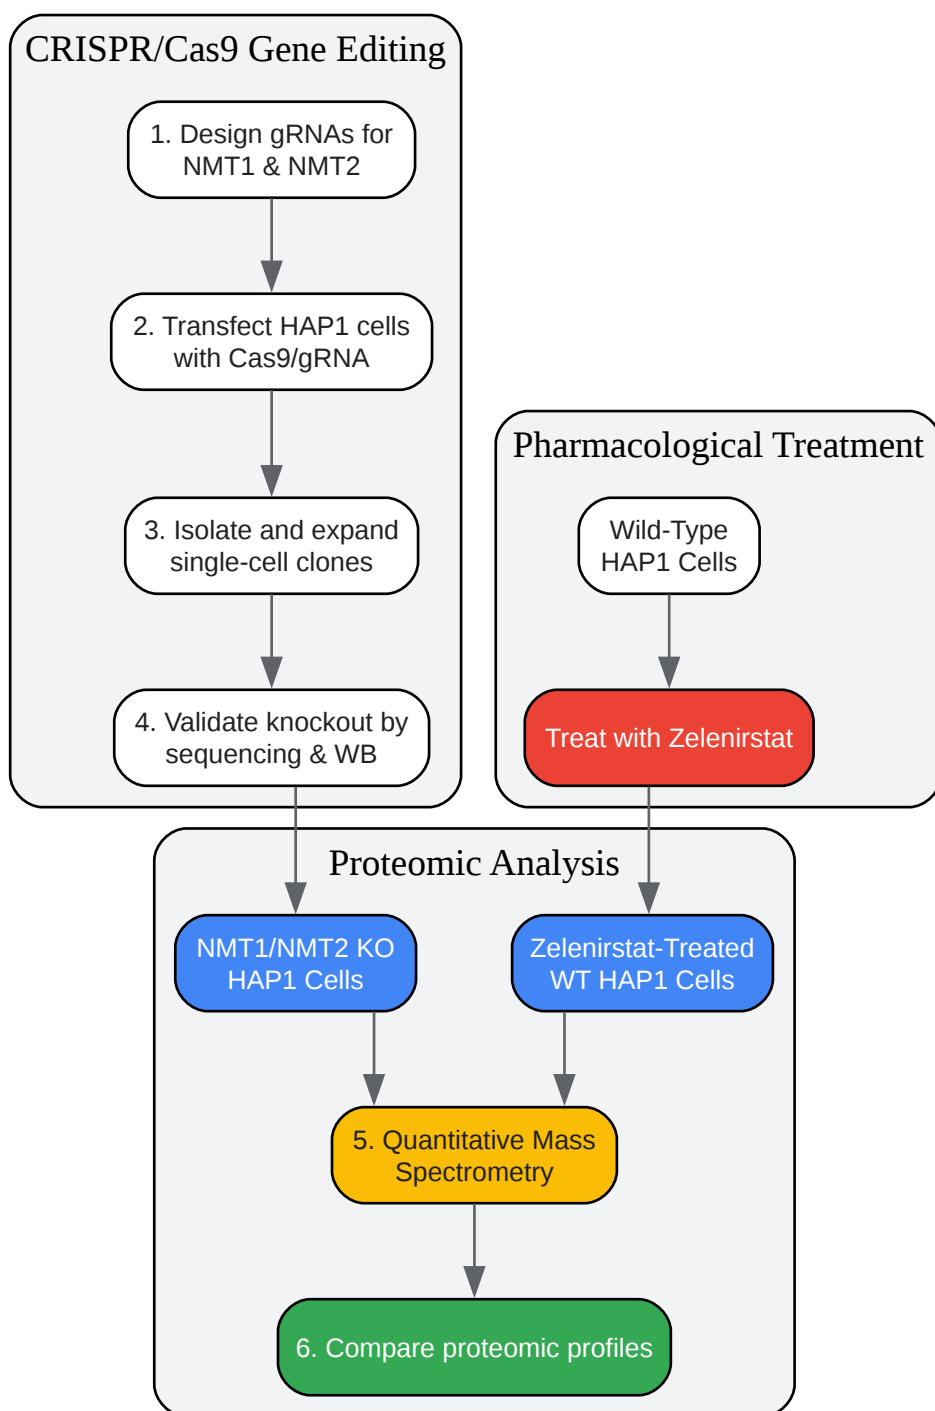 CRISPR/Cas9 Gene Editing
1. Design gRNAs for
NMT1 & NMT2
2. Transfect HAP1 cells
with Cas9/gRNA
3. Isolate and expand
single-cell clones
4. Validate knockout by
sequencing & WB
Pharmacological Treatment
Wild-Type
HAP1 Cells
Treat with Zelenirstat
Proteomic Analysis
NMT1/NMT2 KO
HAP1 Cells
Zelenirstat-Treated
WT HAP1 Cells
5. Quantitative Mass
Spectrometry
6. Compare proteomic profiles